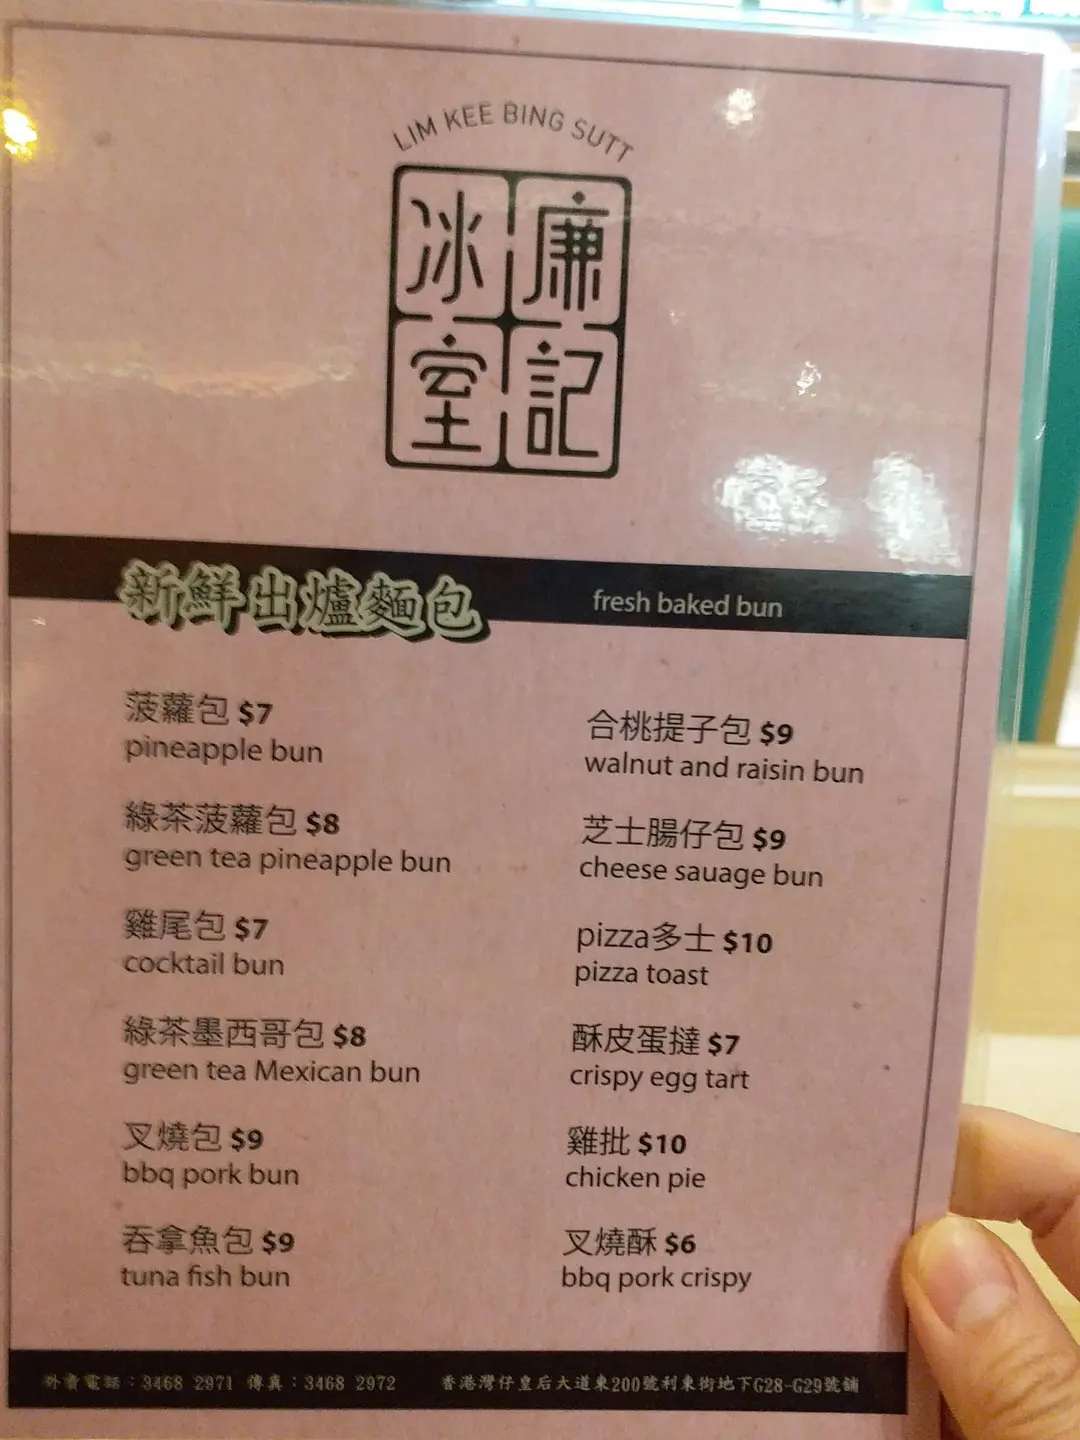 LIM KEE BING SUTT
廉記
冰室
新鮮出爐麵包 fresh baked bun
菠蘿包 $7
pineapple bun
綠茶菠蘿包 $8
green tea pineapple bun
雞尾包 $7
cocktail bun
綠茶墨西哥包 $8
green tea Mexican bun
叉燒包 $9
bbq pork bun
吞拿魚包 $9
tuna fish bun
合桃提子包 $9
walnut and raisin bun
芝士腸仔包 $9
cheese sauage bun
pizza多士 $10
pizza toast
酥皮蛋撻 $7
crispy egg tart
雞批 $10
chicken pie
叉燒酥 $6
bbq pork crispy
外賣電話：3468 2971 傳真：3468 2972 香港灣仔皇后大道東200號利東街地下G28-G29號舖